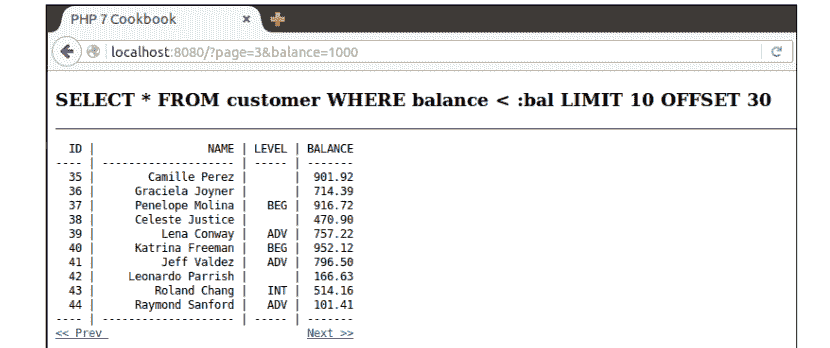 PHP 7 Cookbook
localhost:8080/?page=3&balance=1000
SELECT * FROM customer WHERE balance < :bal LIMIT 10 OFFSET 30
ID | NAME | LEVEL | BALANCE
---- | -------------------- | ----- | -------
35 | Camille Perez | | 901.92
36 | Graciela Joyner | | 714.39
37 | Penelope Molina | BEG | 916.72
38 | Celeste Justice | | 470.90
39 | Lena Conway | ADV | 757.22
40 | Katrina Freeman | BEG | 952.12
41 | Jeff Valdez | ADV | 796.50
42 | Leonardo Parrish | | 166.63
43 | Roland Chang | INT | 514.16
44 | Raymond Sanford | ADV | 101.41
---- | -------------------- | ----- | -------
<< Prev Next >>